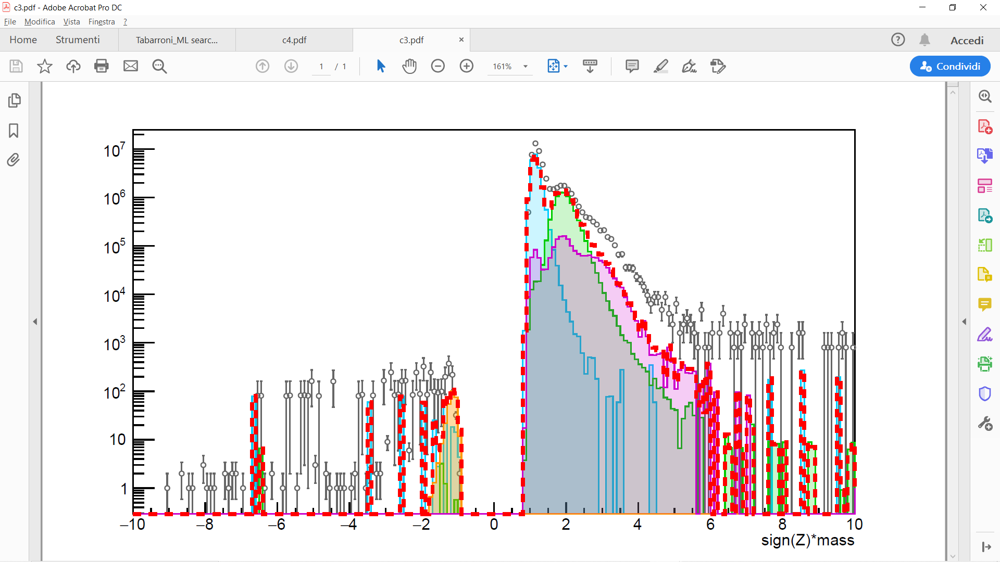 c3.pdf - Adobe Acrobat Pro DC
File Modifica Vista Finestra ?
Home Strumenti Tabarroni_ML searc... c4.pdf c3.pdf × Accedi
1 / 1 161% Condividi
10^7
10^6
10^5
10^4
10^3
10^2
10
1
−10 −8 −6 −4 −2 0 2 4 6 8 10
sign(Z)*mass